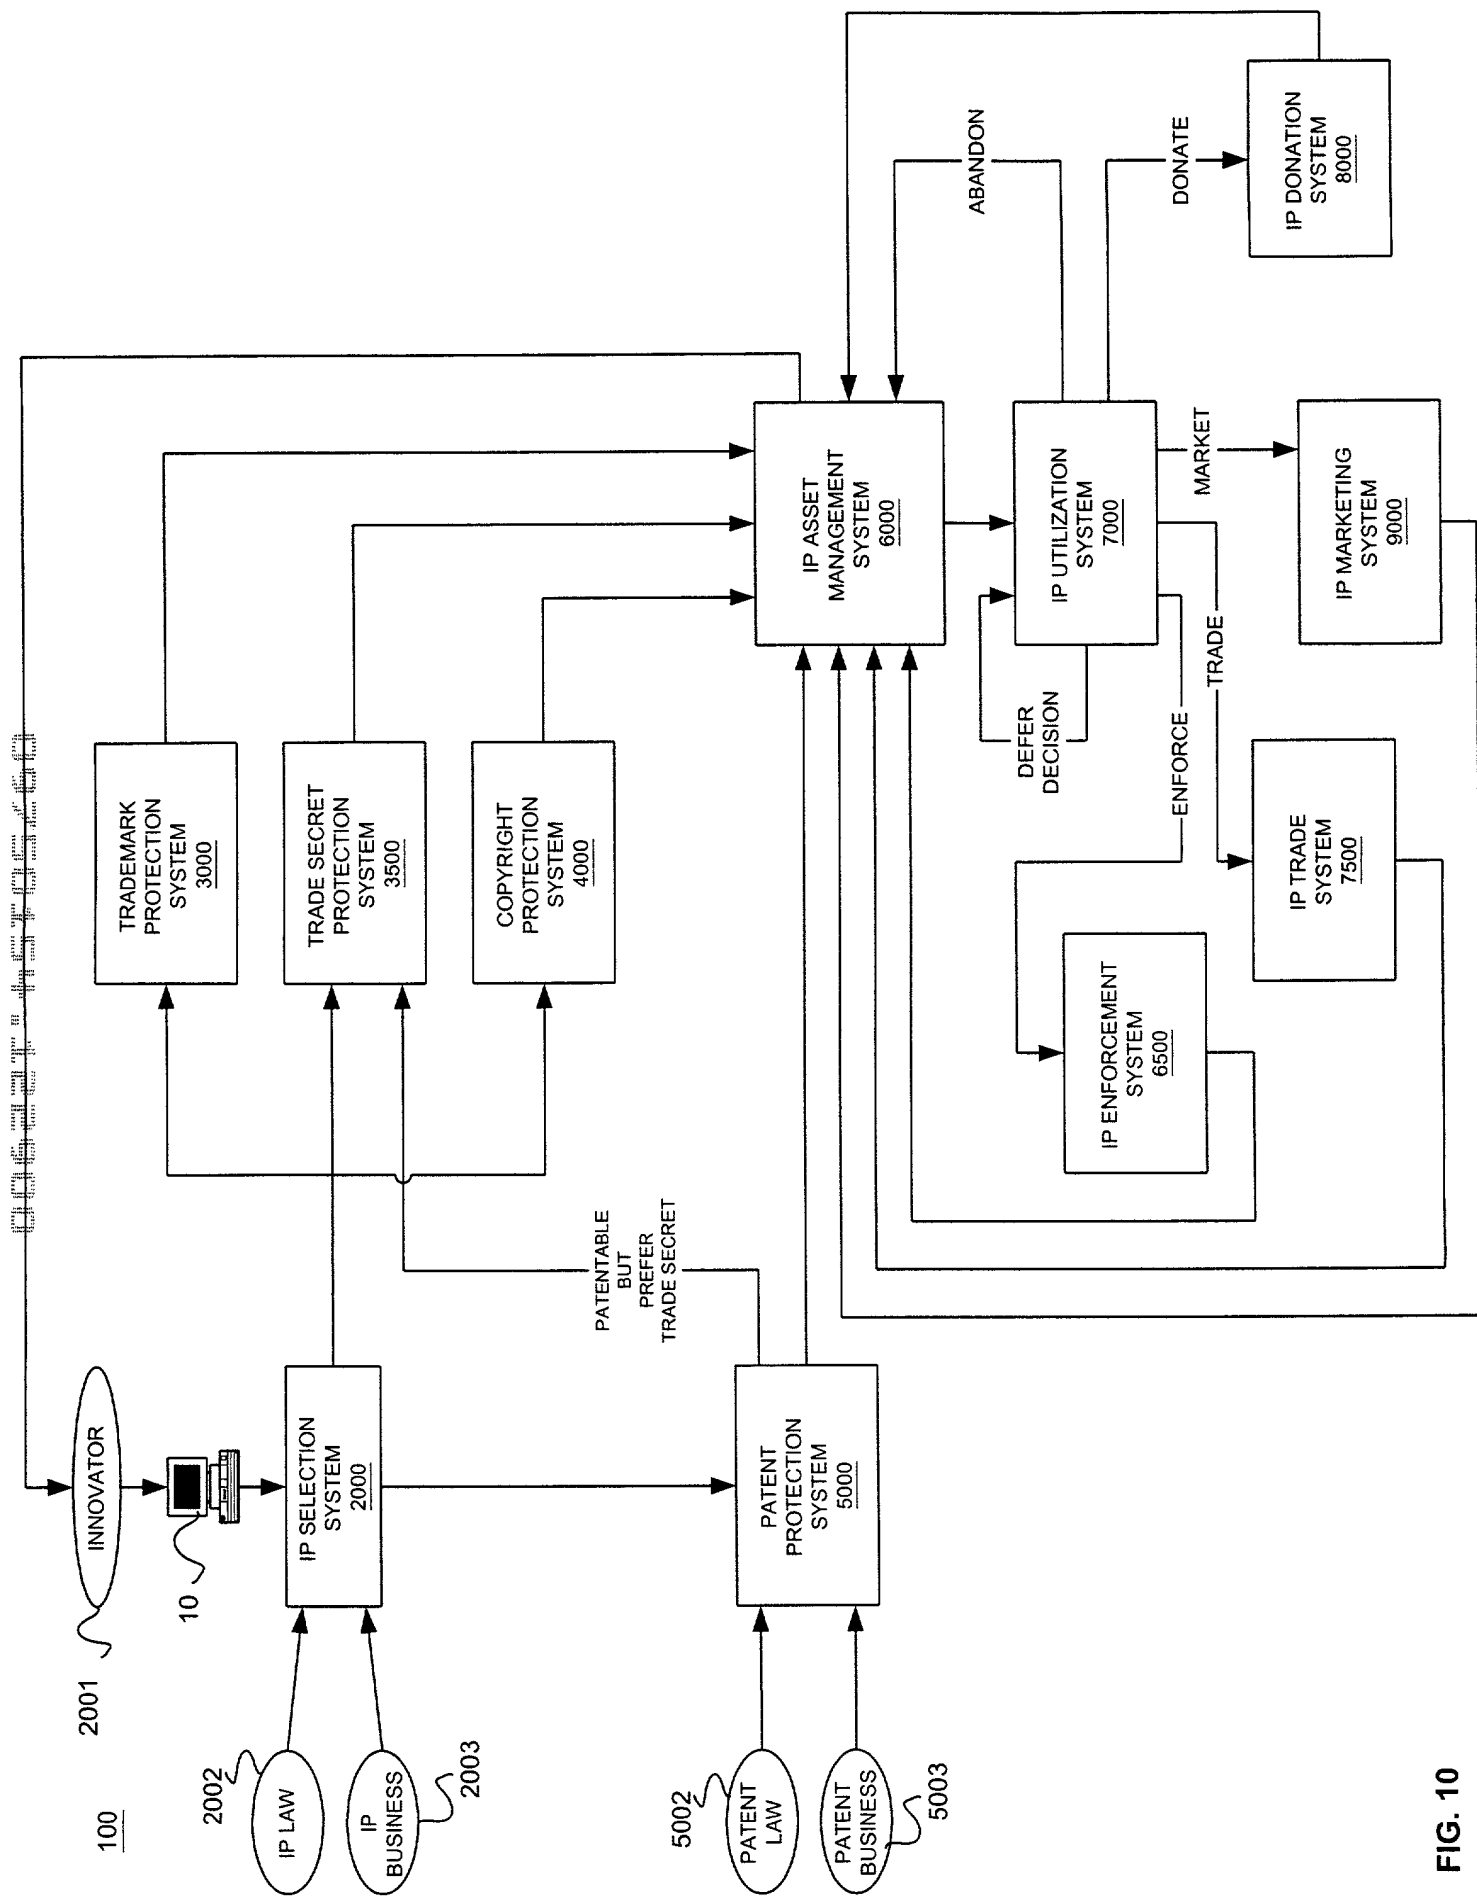 100
2001
INNOVATOR
10
2002
IP LAW
IP
BUSINESS
2003
IP SELECTION
SYSTEM
2000
TRADEMARK
PROTECTION
SYSTEM
3000
TRADE SECRET
PROTECTION
SYSTEM
3500
COPYRIGHT
PROTECTION
SYSTEM
4000
PATENTABLE
BUT
PREFER
TRADE SECRET
5002
PATENT
LAW
PATENT
BUSINESS
5003
PATENT
PROTECTION
SYSTEM
5000
IP ASSET
MANAGEMENT
SYSTEM
6000
ABANDON
DONATE
IP DONATION
SYSTEM
8000
IP UTILIZATION
SYSTEM
7000
DEFER
DECISION
ENFORCE
TRADE
MARKET
IP ENFORCEMENT
SYSTEM
6500
IP TRADE
SYSTEM
7500
IP MARKETING
SYSTEM
9000
FIG. 10